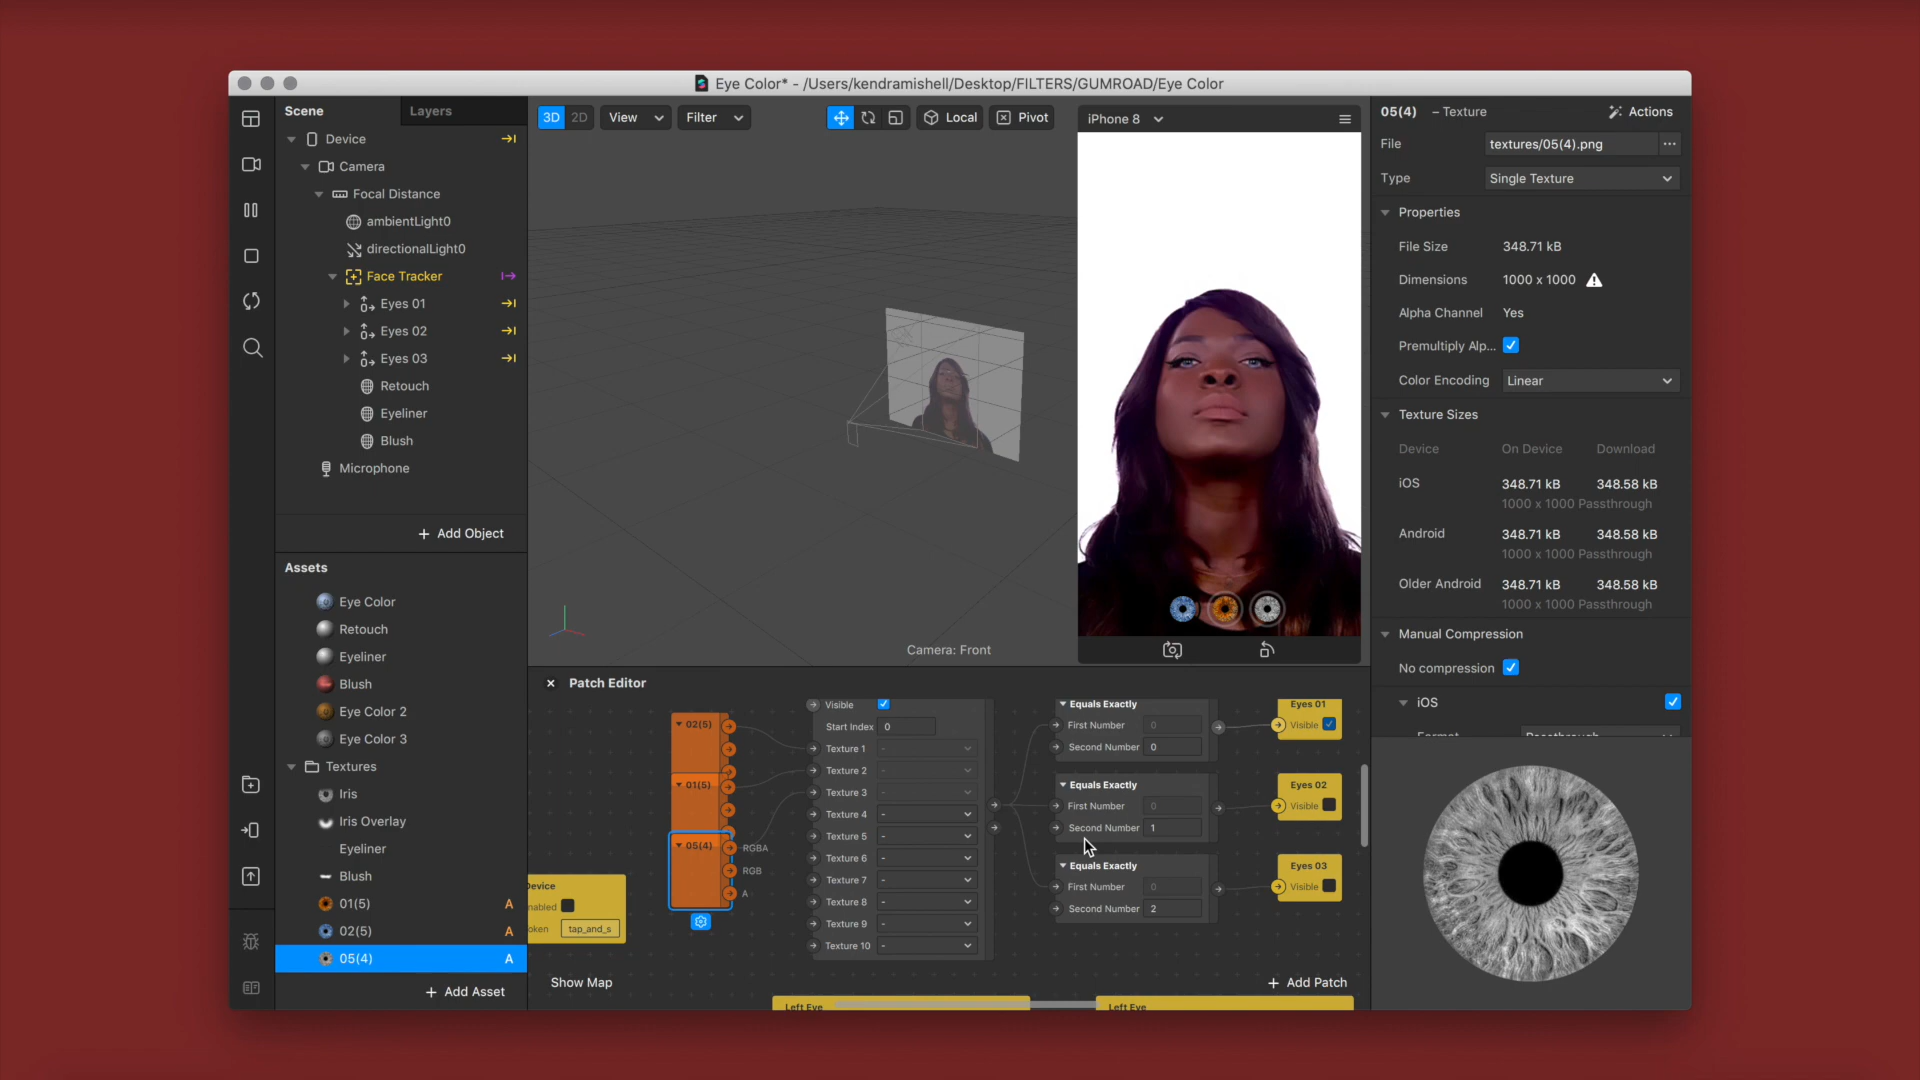 Eye Color* - /Users/kendramishell/Desktop/FILTERS/GUMROAD/Eye Color
Scene
Layers
Device
Camera
Focal Distance
ambientLight0
directionalLight0
Face Tracker
Eyes 01
Eyes 02
Eyes 03
Retouch
Eyeliner
Blush
Microphone
+ Add Object
Assets
Eye Color
Retouch
Eyeliner
Blush
Eye Color 2
Eye Color 3
Textures
Iris
Iris Overlay
Eyeliner
Blush
01(5) A
02(5) A
05(4) A
+ Add Asset
3D 2D View Filter Local Pivot
Camera: Front
iPhone 8
Patch Editor
02(5)
01(5)
05(4)
RGBA
RGB
A
Device
nabled
oken tap_and_s
Visible
Start Index 0
Texture 1 -
Texture 2 -
Texture 3 -
Texture 4 -
Texture 5 -
Texture 6 -
Texture 7 -
Texture 8 -
Texture 9 -
Texture 10 -
Equals Exactly
First Number 0
Second Number 0
Equals Exactly
First Number 0
Second Number 1
Equals Exactly
First Number 0
Second Number 2
Eyes 01
Visible
Eyes 02
Visible
Eyes 03
Visible
Show Map
+ Add Patch
Left Eye
Left Eye
05(4) – Texture
Actions
File textures/05(4).png ...
Type Single Texture
Properties
File Size 348.71 kB
Dimensions 1000 x 1000
Alpha Channel Yes
Premultiply Alp...
Color Encoding Linear
Texture Sizes
Device On Device Download
iOS 348.71 kB 348.58 kB
1000 x 1000 Passthrough
Android 348.71 kB 348.58 kB
1000 x 1000 Passthrough
Older Android 348.71 kB 348.58 kB
1000 x 1000 Passthrough
Manual Compression
No compression
iOS
Format Passthrough